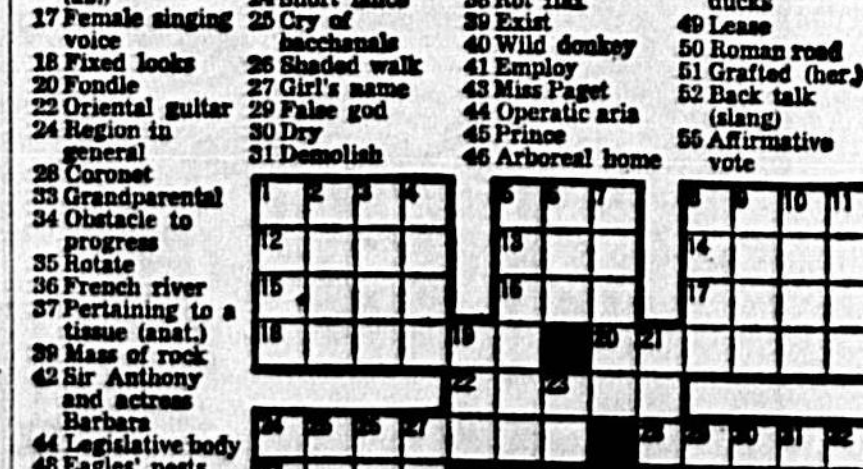 17 Female singing
voice
18 Fixed looks
20 Fondle
22 Oriental guitar
24 Region in
general
28 Coronet
33 Grandparental
34 Obstacle to
progress
35 Rotate
36 French river
37 Pertaining to a
tissue (anat.)
39 Mass of rock
42 Sir Anthony
and actress
Barbara
44 Legislative body
48 Eagles' nests
25 Cry of
bacchanals
26 Shaded walk
27 Girl's name
29 False god
30 Dry
31 Demolish
39 Exist
40 Wild donkey
41 Employ
43 Miss Paget
44 Operatic aria
45 Prince
46 Arboreal home
ducks
49 Lease
50 Roman road
51 Grafted (her.)
52 Back talk
(slang)
55 Affirmative
vote
1 2 3 4 5 6 7 8 9 10 11
12 13 14
15 16 17
18 19 20 21
22 23
24 25 26 27 28 29 30 31 32